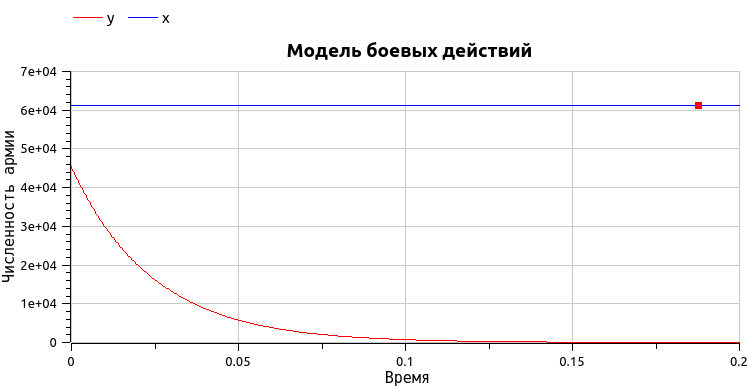 y x
Модель боевых действий
7e+04
6e+04
5e+04
4e+04
3e+04
2e+04
1e+04
0
Численность армии
0 0.05 0.1 0.15 0.2
Время